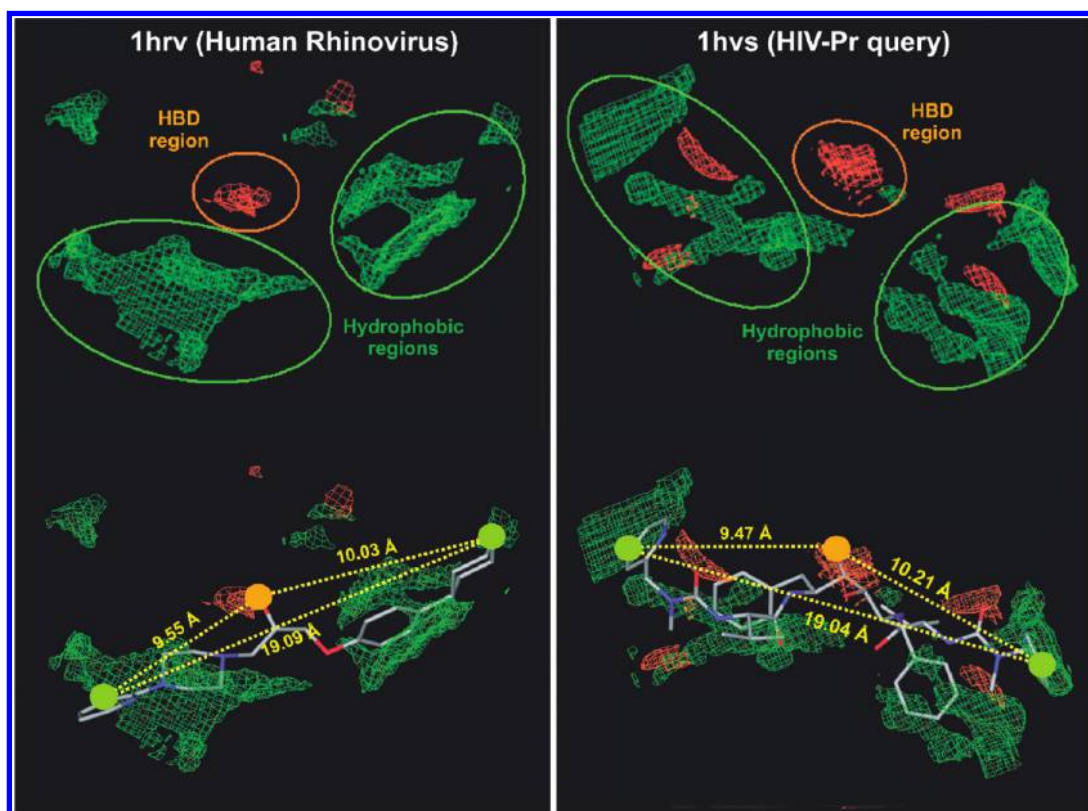 1hrv (Human Rhinovirus)
HBD
region
Hydrophobic
regions
10.03 Å
9.55 Å
19.09 Å
1hvs (HIV-Pr query)
HBD
region
Hydrophobic
regions
9.47 Å
10.21 Å
19.04 Å